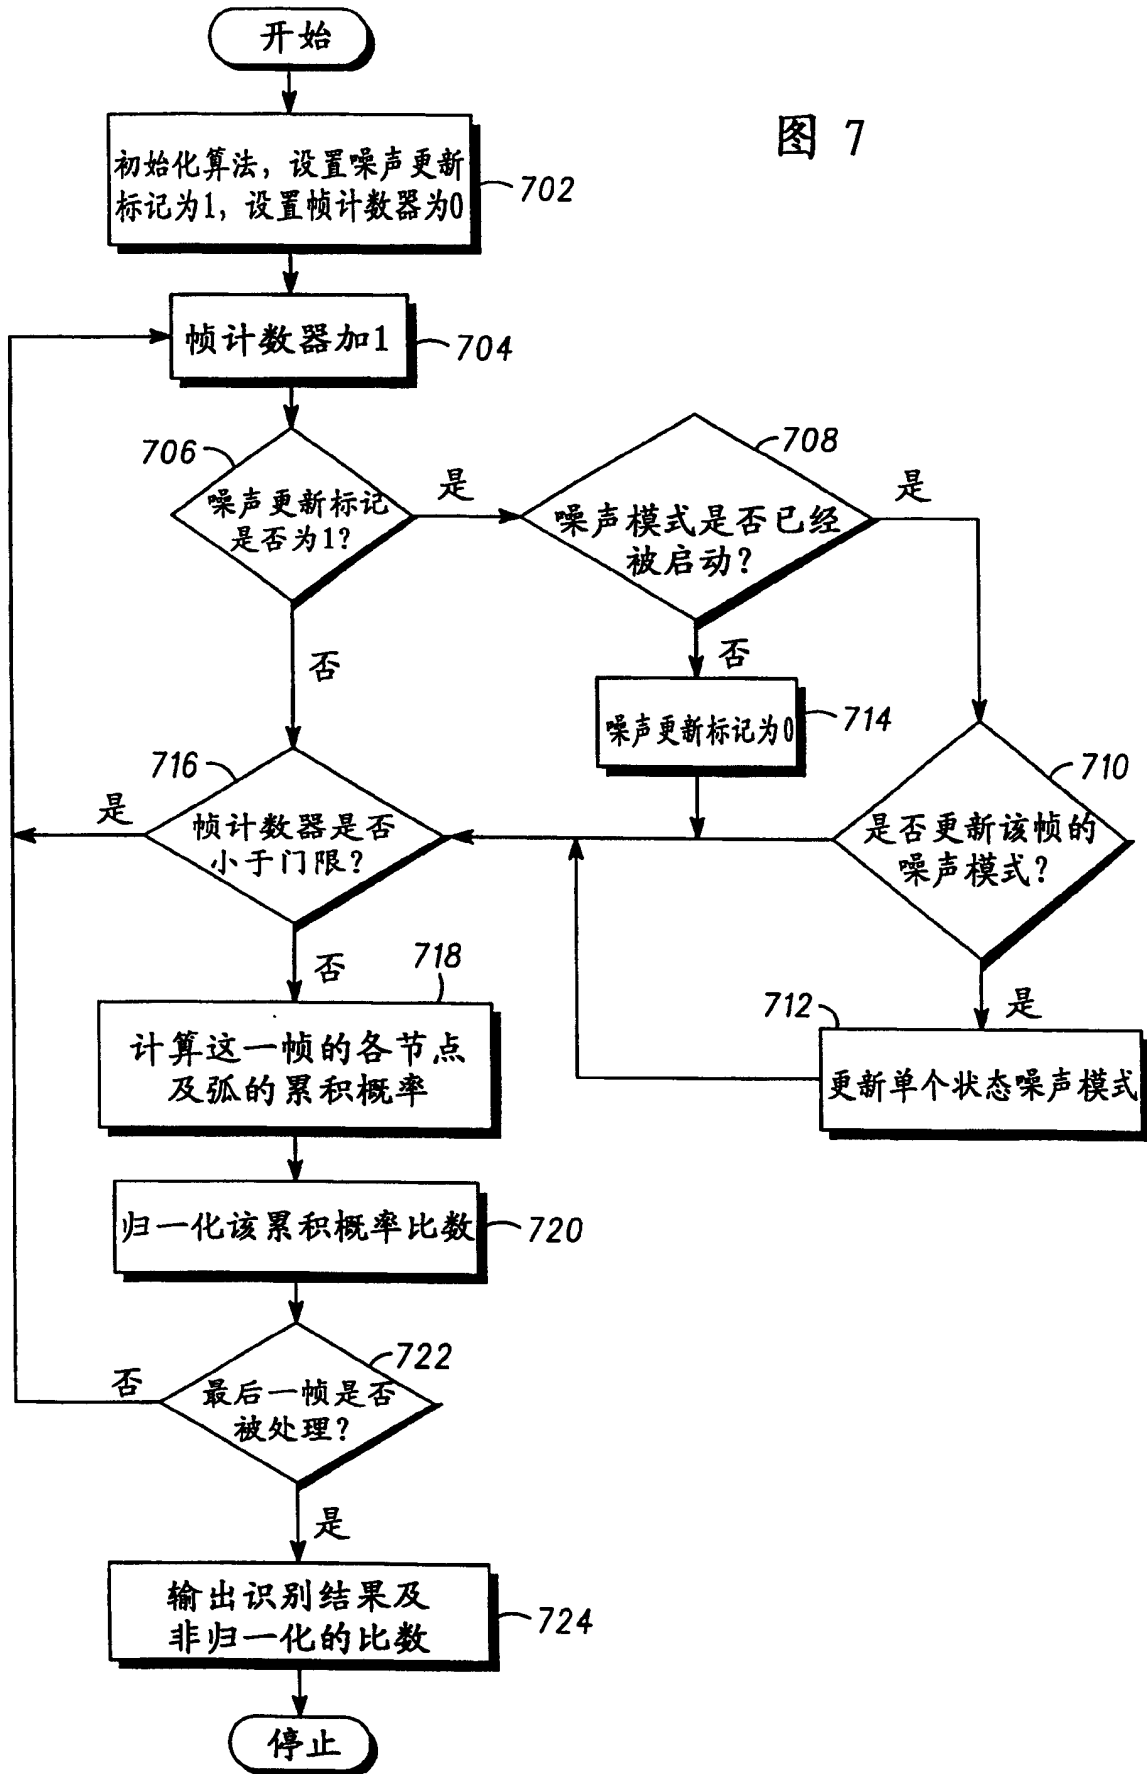 开始
图 7
初始化算法，设置噪声更新
标记为1，设置帧计数器为0
702
帧计数器加1
704
706
噪声更新标记
是否为1?
是
708
噪声模式是否已经
被启动?
是
否
否
噪声更新标记为0
714
710
是否更新该帧的
噪声模式?
716
是
帧计数器是否
小于门限?
否
是
712
更新单个状态噪声模式
718
计算这一帧的各节点
及弧的累积概率
归一化该累积概率比数
720
722
否
最后一帧是否
被处理?
是
输出识别结果及
非归一化的比数
724
停止